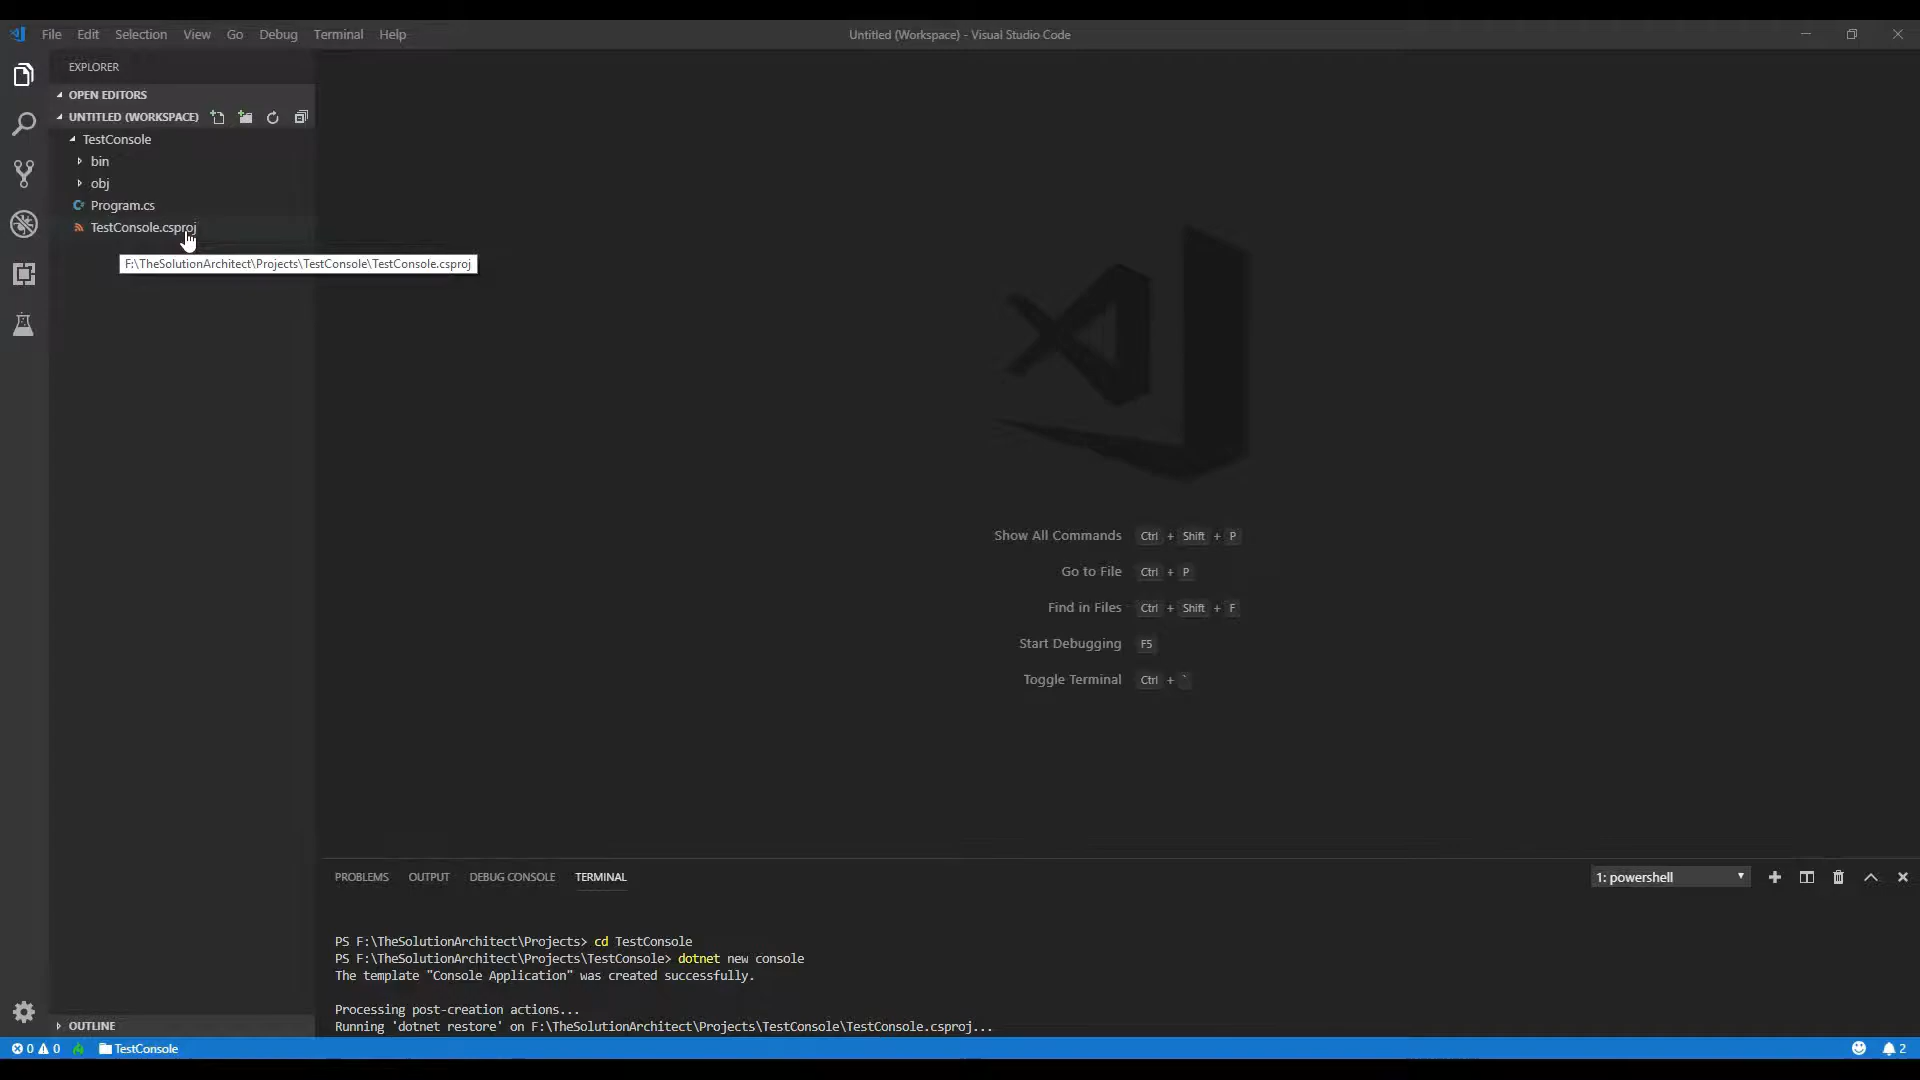 File Edit Selection View Go Debug Terminal Help
Untitled (Workspace) - Visual Studio Code
EXPLORER
OPEN EDITORS
UNTITLED (WORKSPACE)
TestConsole
bin
obj
Program.cs
TestConsole.csproj
F:\TheSolutionArchitect\Projects\TestConsole\TestConsole.csproj
Show All Commands Ctrl + Shift + P
Go to File Ctrl + P
Find in Files Ctrl + Shift + F
Start Debugging F5
Toggle Terminal Ctrl + `
PROBLEMS OUTPUT DEBUG CONSOLE TERMINAL
1: powershell
PS F:\TheSolutionArchitect\Projects> cd TestConsole
PS F:\TheSolutionArchitect\Projects\TestConsole> dotnet new console
The template "Console Application" was created successfully.
Processing post-creation actions...
Running 'dotnet restore' on F:\TheSolutionArchitect\Projects\TestConsole\TestConsole.csproj...
OUTLINE
0 0 TestConsole
2